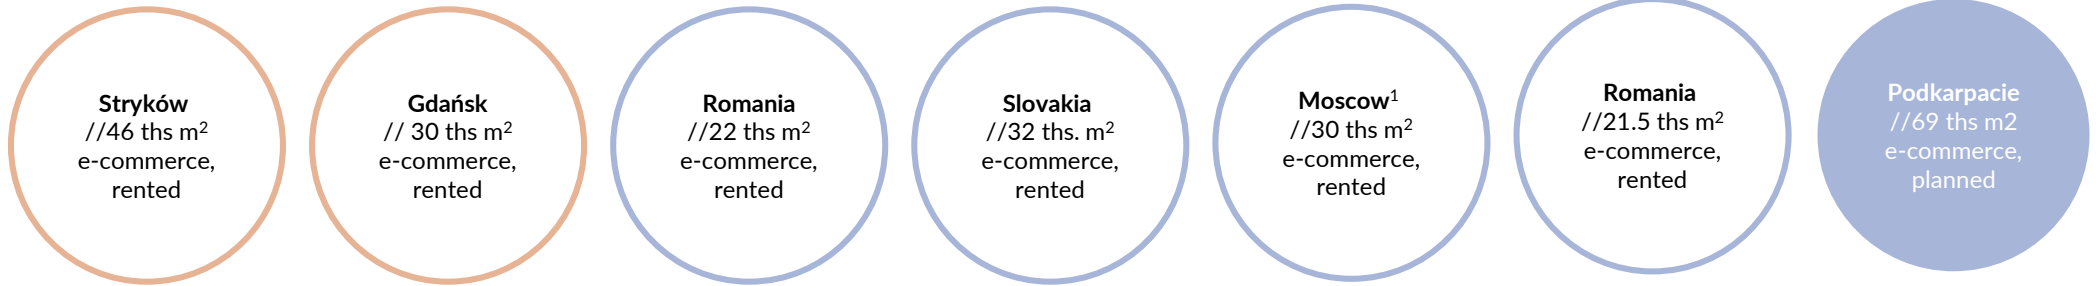 Stryków
//46 ths m²
e-commerce,
rented
Gdańsk
// 30 ths m²
e-commerce,
rented
Romania
//22 ths m²
e-commerce,
rented
Slovakia
//32 ths. m²
e-commerce,
rented
Moscow¹
//30 ths m²
e-commerce,
rented
Romania
//21.5 ths m²
e-commerce,
rented
Podkarpacie
//69 ths m2
e-commerce,
planned